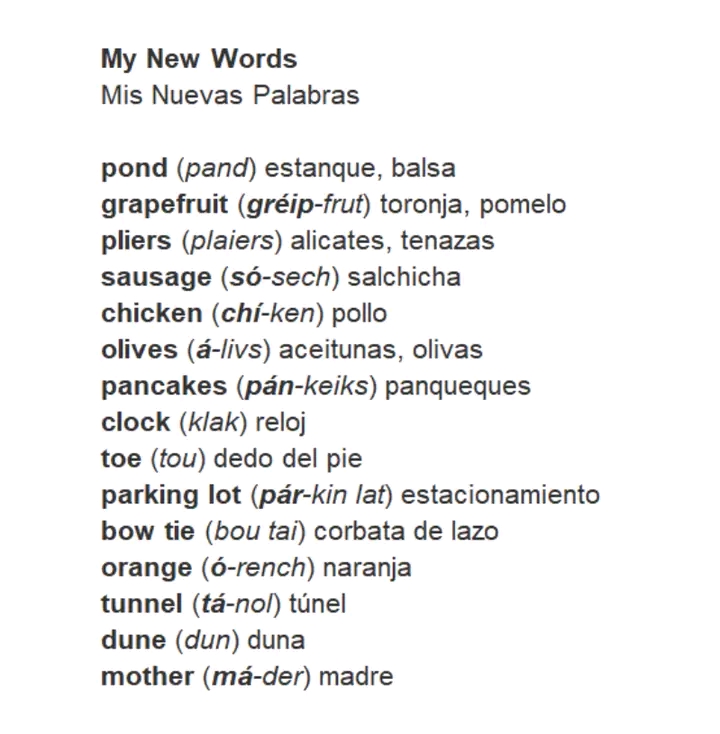 My New Words
Mis Nuevas Palabras
pond (pand) estanque, balsa
grapefruit (gréip-frut) toronja, pomelo
pliers (plaiers) alicates, tenazas
sausage (só-sech) salchicha
chicken (chí-ken) pollo
olives (á-livs) aceitunas, olivas
pancakes (pán-keiks) panqueques
clock (klak) reloj
toe (tou) dedo del pie
parking lot (pár-kin lat) estacionamiento
bow tie (bou tai) corbata de lazo
orange (ó-rench) naranja
tunnel (tá-nol) túnel
dune (dun) duna
mother (má-der) madre